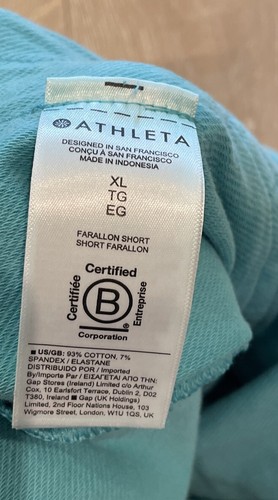 ATHLETA
DESIGNED IN SAN FRANCISCO
CONÇU À SAN FRANCISCO
MADE IN INDONESIA
XL
TG
EG
FARALLON SHORT
SHORT FARALLON
Certified
Certifiée
B
Entreprise
®
Corporation
■ US/GB: 93% COTTON, 7%
SPANDEX / ELASTANE
DISTRIBUIDO POR / Imported
By/Importe Par / ΕΙΣΑΓΕΤΑΙ ΑΠΟ ΤΗΝ:
Gap Stores (Ireland) Limited c/o Arthur
Cox, 10 Earlsfort Terrace, Dublin 2, D02
T380, Ireland ■ Gap (UK Holdings)
Limited, 2nd Floor Nations House, 103
Wigmore Street, London, W1U 1QS, UK